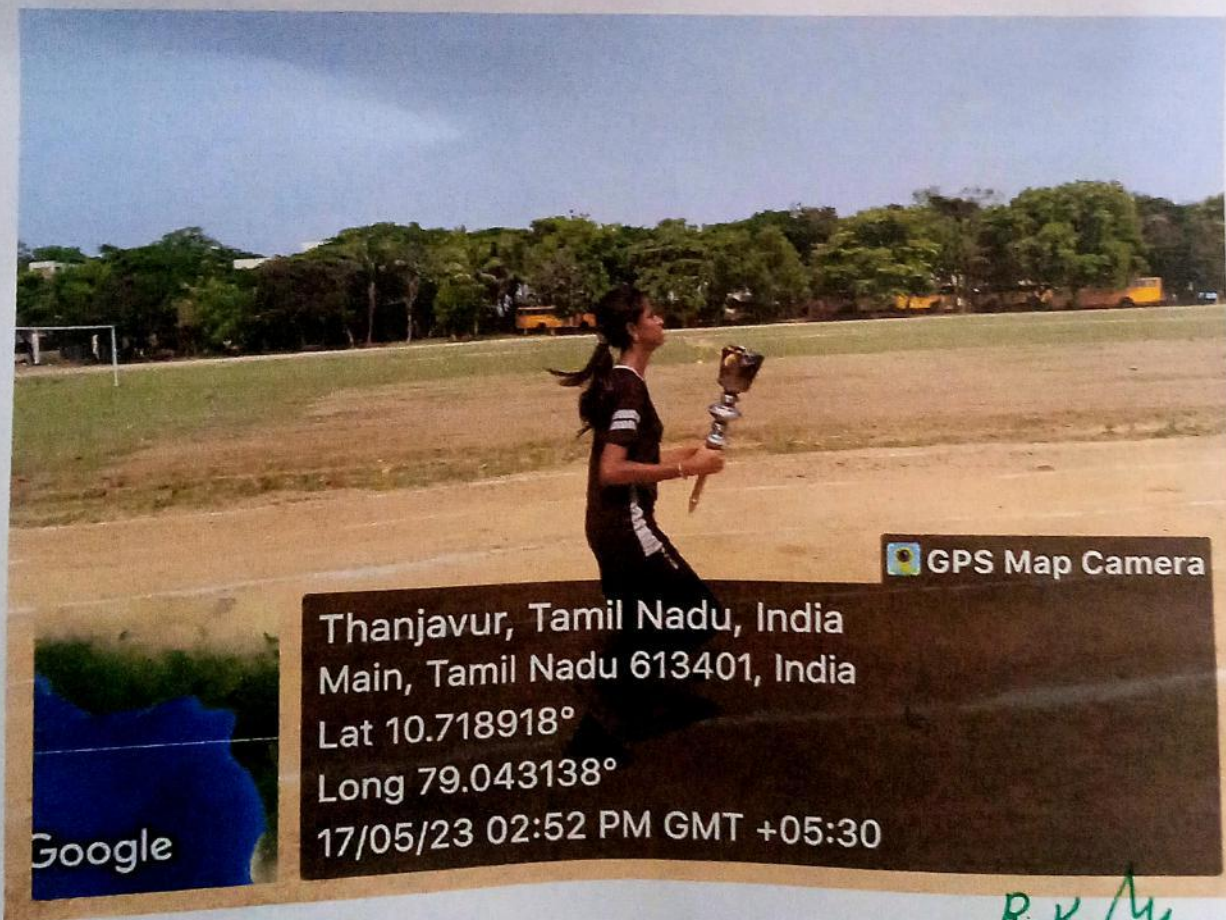 GPS Map Camera
Thanjavur, Tamil Nadu, India
Main, Tamil Nadu 613401, India
Lat 10.718918°
Long 79.043138°
17/05/23 02:52 PM GMT +05:30
Google